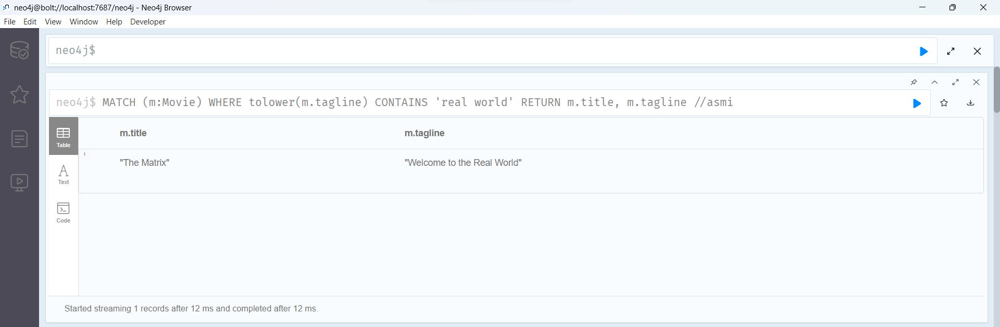 neo4j@bolt://localhost:7687/neo4j - Neo4j Browser
File Edit View Window Help Developer
neo4j$
neo4j$ MATCH (m:Movie) WHERE tolower(m.tagline) CONTAINS 'real world' RETURN m.title, m.tagline //asmi
Table
m.title m.tagline
1
"The Matrix" "Welcome to the Real World"
Text
Code
Started streaming 1 records after 12 ms and completed after 12 ms.